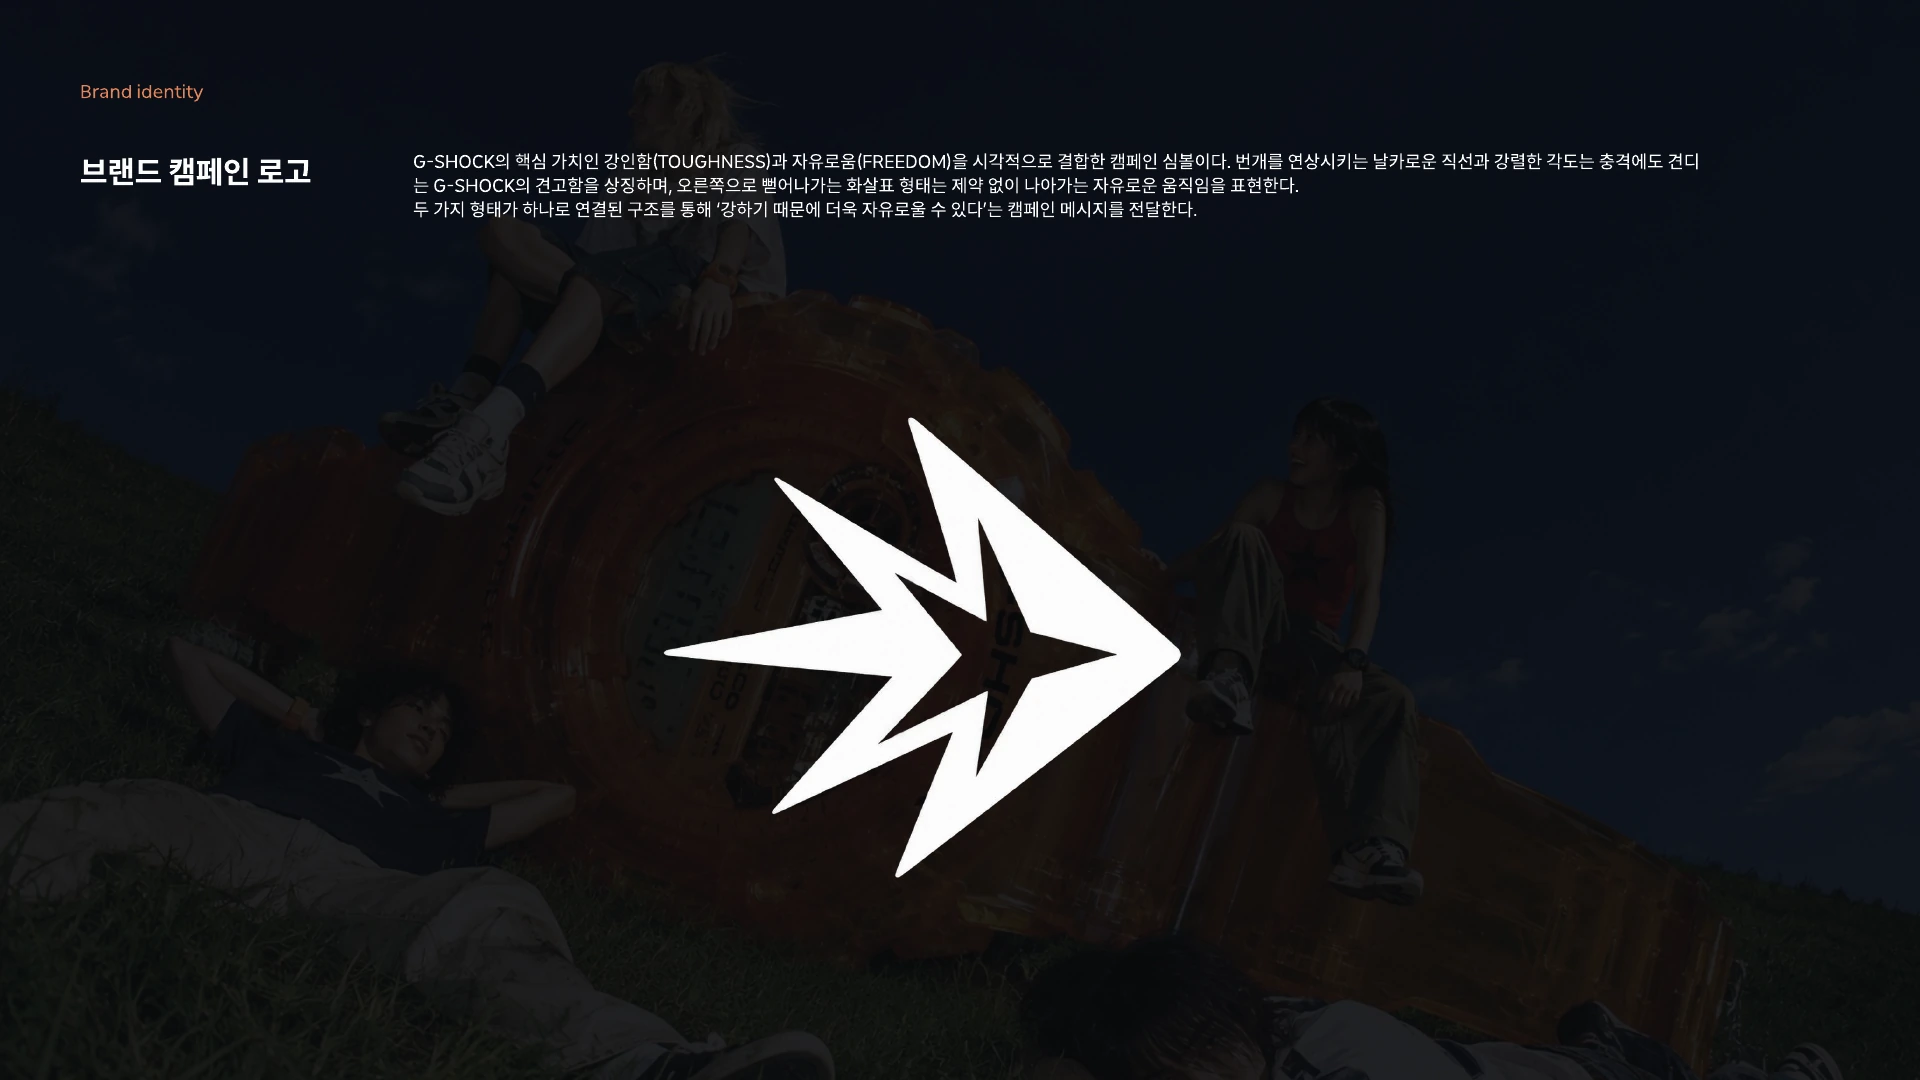 Brand identity
브랜드 캠페인 로고
G-SHOCK의 핵심 가치인 강인함(TOUGHNESS)과 자유로움(FREEDOM)을 시각적으로 결합한 캠페인 심볼이다. 번개를 연상시키는 날카로운 직선과 강렬한 각도는 충격에도 견디
는 G-SHOCK의 견고함을 상징하며, 오른쪽으로 뻗어나가는 화살표 형태는 제약 없이 나아가는 자유로운 움직임을 표현한다.
두 가지 형태가 하나로 연결된 구조를 통해 ‘강하기 때문에 더욱 자유로울 수 있다’는 캠페인 메시지를 전달한다.